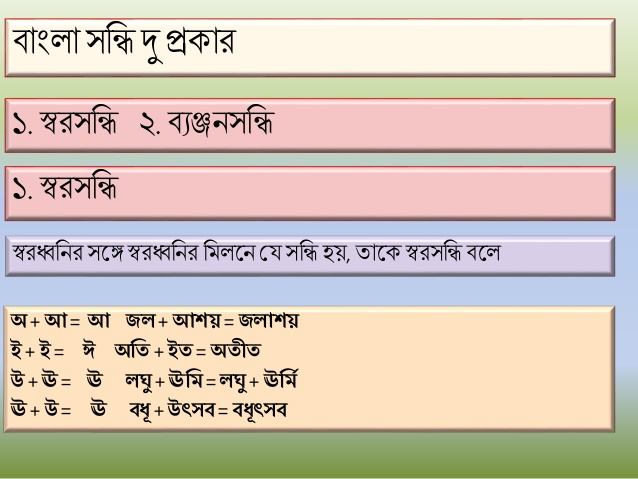 বাংলা সন্ধি দু প্রকার
১. স্বরসন্ধি ২. ব্যঞ্জনসন্ধি
১. স্বরসন্ধি
স্বরধ্বনির সঙ্গে স্বরধ্বনির মিলনে যে সন্ধি হয়, তাকে স্বরসন্ধি বলে
অ + আ = আ জল + আশয় = জলাশয়
ই + ই = ঈ অতি + ইত = অতীত
উ + ঊ = ঊ লঘু + ঊমি = লঘু + ঊর্মি
ঊ + উ = ঊ বধূ + উৎসব = বধূৎসব